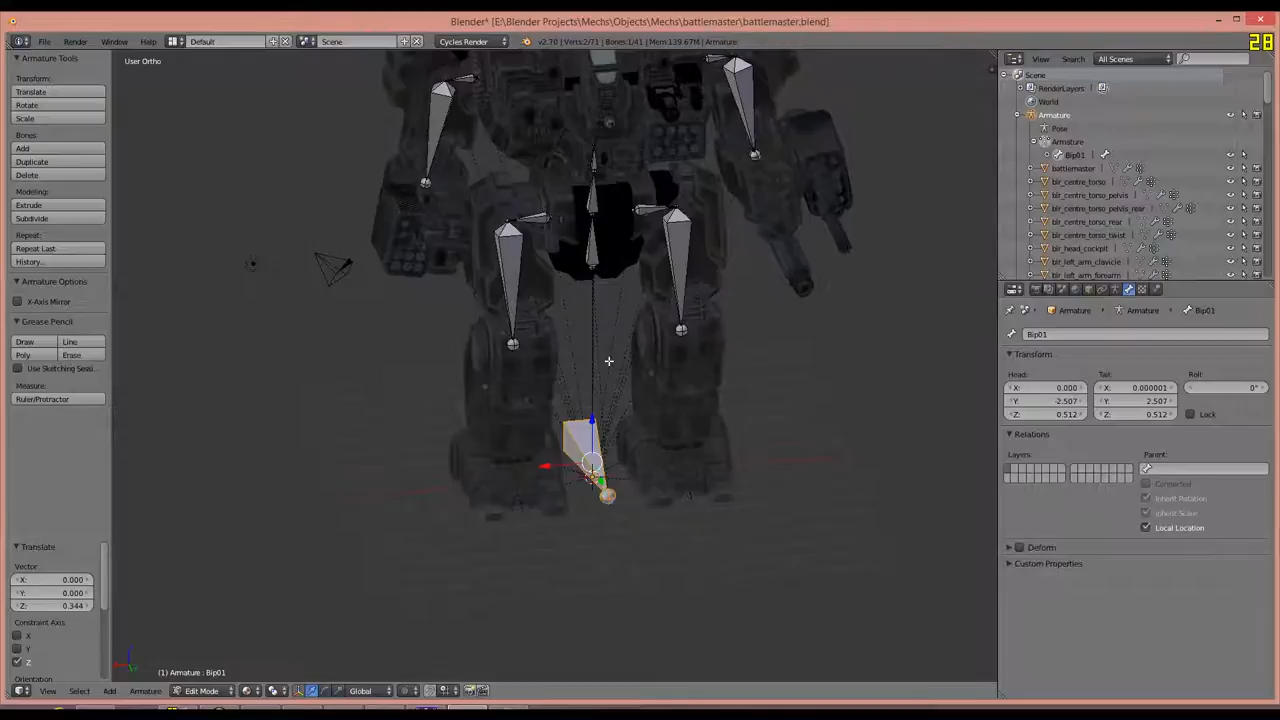 Blender* [E:\Blender Projects\Mechs\Objects\Mechs\battlemaster\battlemaster.blend]
File Render Window Help Default Scene Cycles Render v2.70 | Verts:2/71 | Bones:1/41 | Mem:139.67M | Armature
28
Armature Tools
Transform:
Translate
Rotate
Scale
Bones:
Add
Duplicate
Delete
Modeling:
Extrude
Subdivide
Repeat:
Repeat Last
History...
Armature Options
X-Axis Mirror
Grease Pencil
Draw Line
Poly Erase
Use Sketching Sessi
Measure:
Ruler/Protractor
Translate
Vector
X: 0.000
Y: 0.000
Z: 0.344
Constraint Axis
X
Y
Z
Orientation
User Ortho
(1) Armature : Bip01
View Select Add Armature Edit Mode Global
View Search All Scenes
Scene
RenderLayers
World
Armature
Pose
Armature
Bip01
battlemaster
blr_centre_torso
blr_centre_torso_pelvis
blr_centre_torso_pelvis_rear
blr_centre_torso_rear
blr_centre_torso_twist
blr_head_cockpit
blr_left_arm_clavicle
blr_left_arm_forearm
Armature Armature Bip01
Bip01
Transform
Head: Tail: Roll:
X: 0.000 X: 0.000001 0°
Y: -2.507 Y: 2.507
Z: 0.512 Z: 0.512 Lock
Relations
Layers: Parent:
Connected
Inherit Rotation
Inherit Scale
Local Location
Deform
Custom Properties